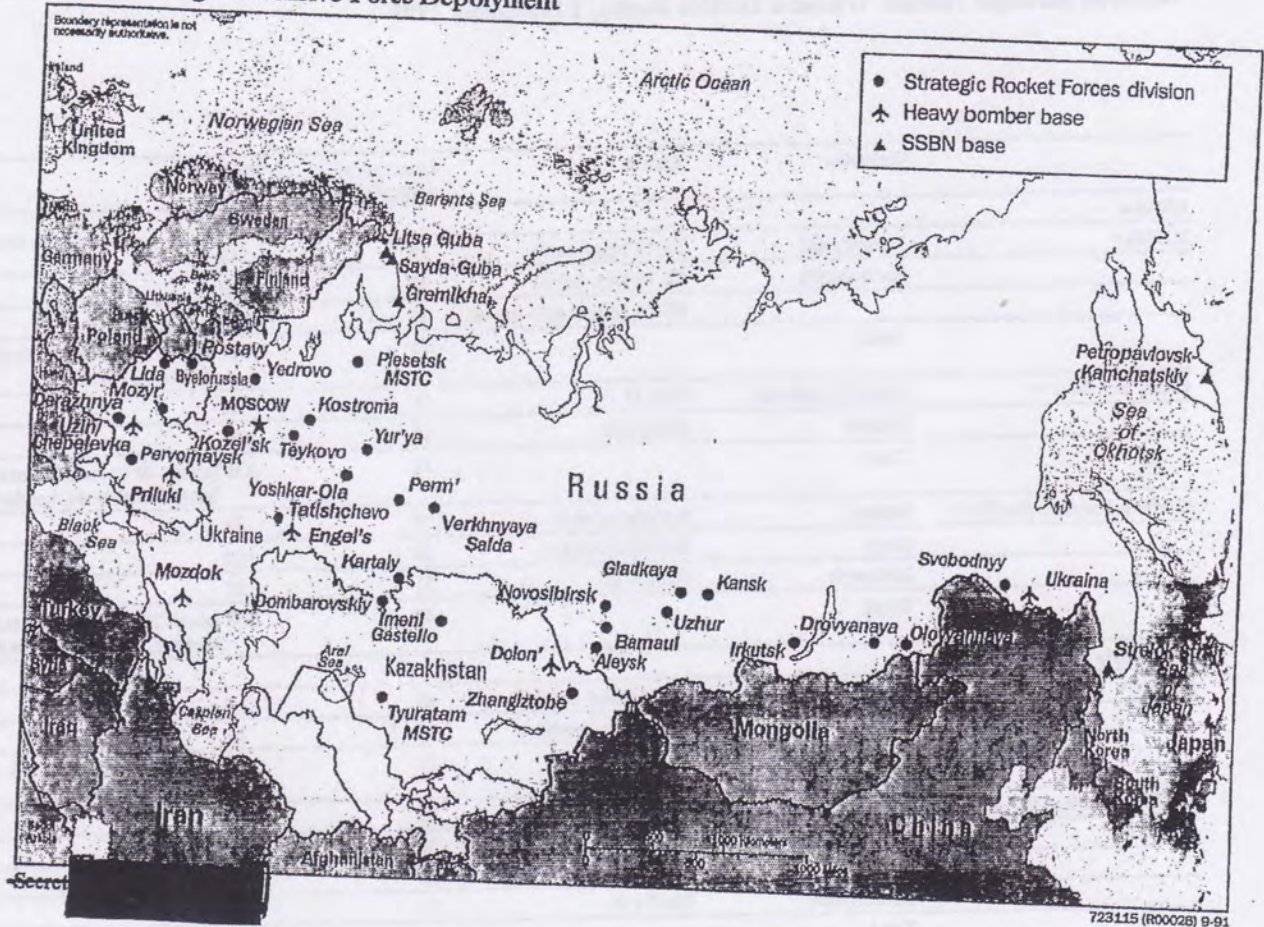 Force Deployment
Boundary representation is not
necessarily authoritative.
Arctic Ocean
Strategic Rocket Forces division
Heavy bomber base
SSBN base
Norwegian Sea
United
Kingdom
Norway
Sweden
Finland
Barents Sea
Germany
Litsa Guba
Sayda-Guba
Gremikha
Lithuania
Poland
Postavy
Lida
Byelorussia
Yedrovo
Plesetsk
MSTC
Petropavlovsk-
Kamchatskiy
Sea
of
Okhotsk
Mozyr
Derazhnya
MOSCOW
Kostroma
Uzin/
Chepelevka
Kozel'sk
Teykovo
Yur'ya
Pervomaysk
Priluki
Yoshkar-Ola
Perm'
Russia
Tatishchevo
Verkhnyaya
Salda
Black
Sea
Ukraine
Engel's
Kartaly
Mozdok
Dombarovskiy
Imeni
Gastello
Novosibirsk
Gladkaya
Kansk
Uzhur
Barnaul
Aleysk
Svobodnyy
Ukraina
Irkutsk
Drovyanaya
Olovyannaya
Turkey
Aral
Sea
Kazakhstan
Dolon'
Zhangiztobe
Tyuratam
MSTC
Caspian
Sea
Iraq
Iran
Afghanistan
Mongolia
China
Sea
of
Japan
North
Korea
South
Korea
Japan
Secret
723115 (R00028) 9-91